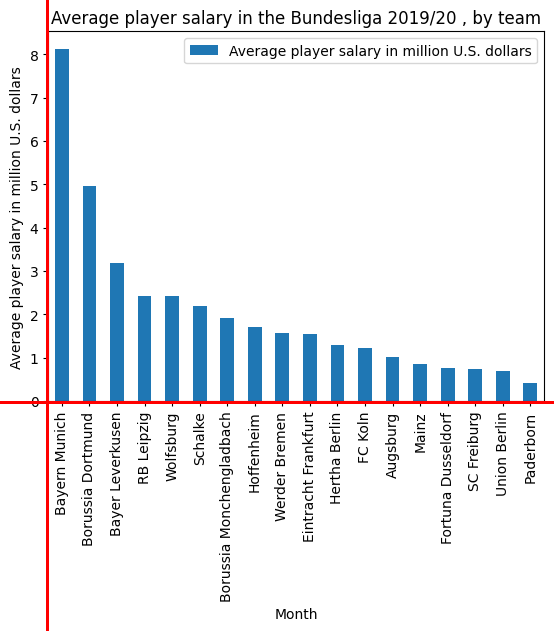 Average player salary in the Bundesliga 2019/20 , by team
Average player salary in million U.S. dollars
Average player salary in million U.S. dollars
8
7
6
5
4
3
2
1
0
Bayern Munich
Borussia Dortmund
Bayer Leverkusen
RB Leipzig
Wolfsburg
Schalke
Borussia Monchengladbach
Hoffenheim
Werder Bremen
Eintracht Frankfurt
Hertha Berlin
FC Koln
Augsburg
Mainz
Fortuna Dusseldorf
SC Freiburg
Union Berlin
Paderborn
Month